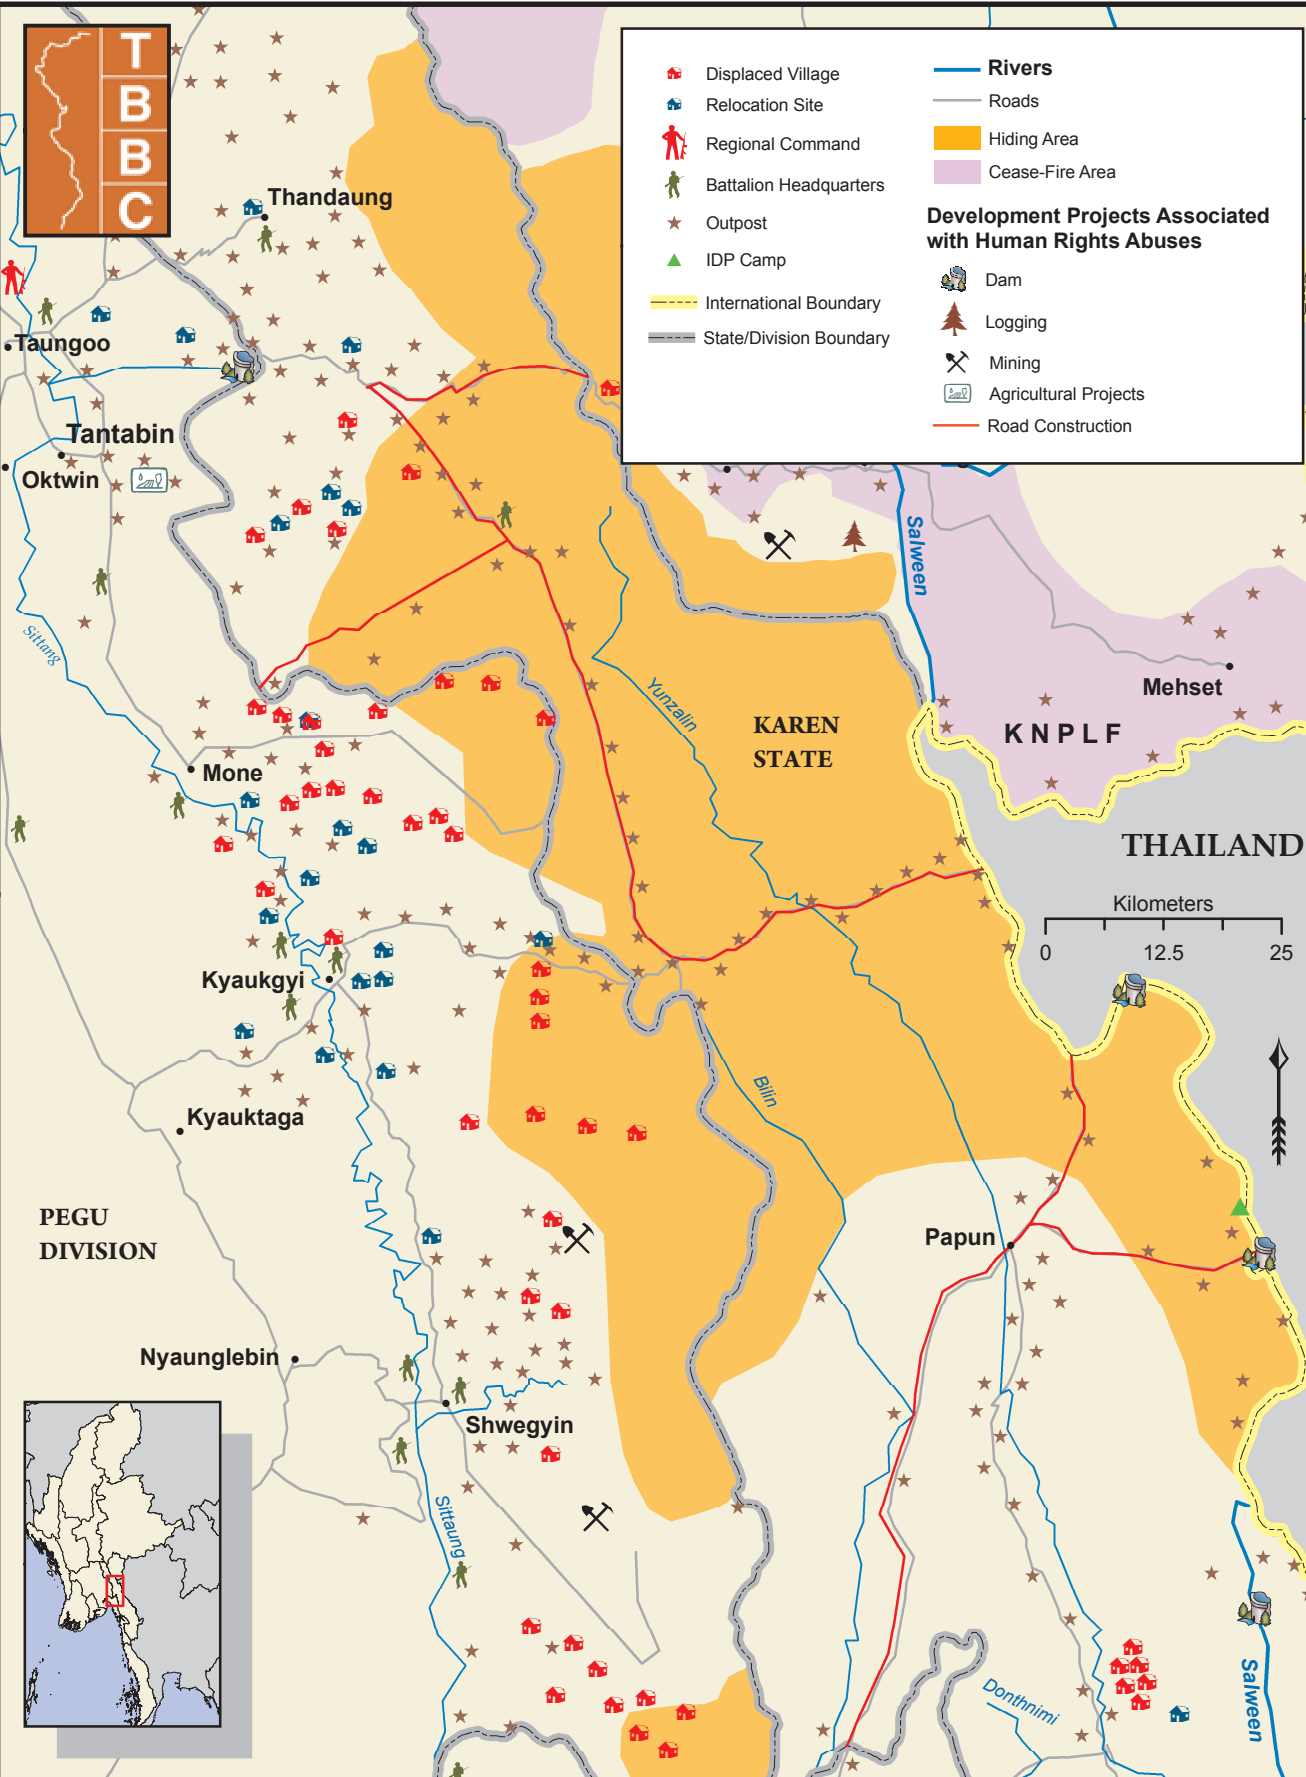 T
B
B
C
Displaced Village
Relocation Site
Regional Command
Battalion Headquarters
Outpost
IDP Camp
International Boundary
State/Division Boundary
Rivers
Roads
Hiding Area
Cease-Fire Area
Development Projects Associated
with Human Rights Abuses
Dam
Logging
Mining
Agricultural Projects
Road Construction
Thandaung
Taungoo
Tantabin
Oktwin
Salween
Sittang
Yunzalin
KAREN
STATE
Mehset
KNPLF
Mone
THAILAND
Kilometers
0 12.5 25
Kyaukgyi
Bilin
Kyauktaga
PEGU
DIVISION
Papun
Nyaunglebin
Shwegyin
Sittaung
Donthnimi
Salween